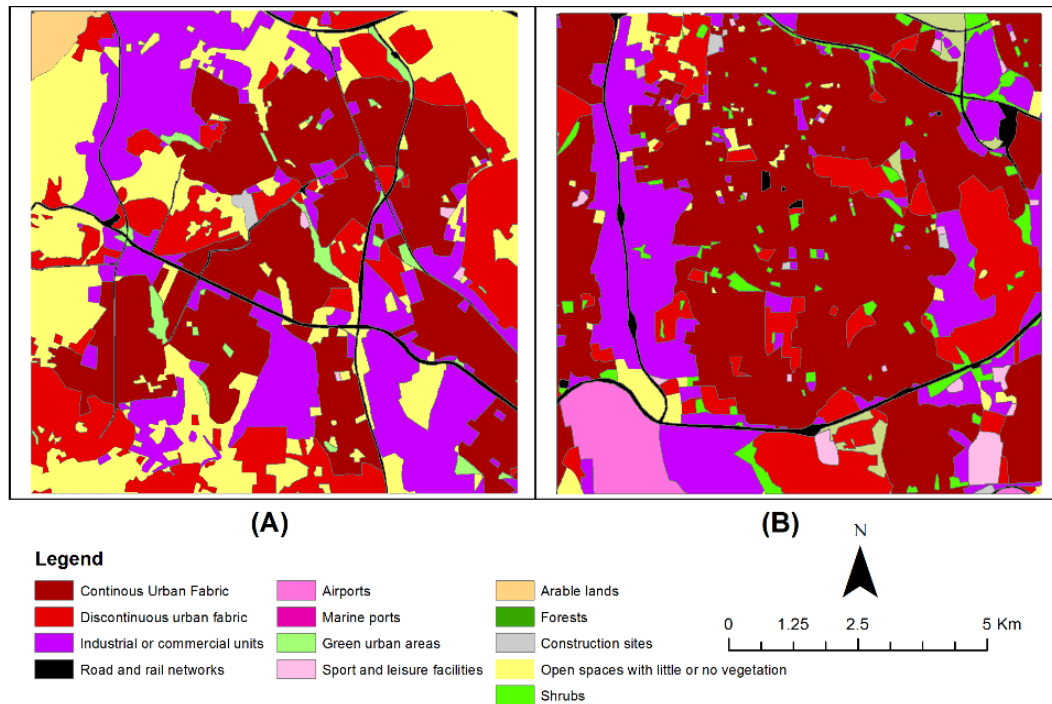 (A)
(B)
Legend
Continous Urban Fabric
Discontinuous urban fabric
Industrial or commercial units
Road and rail networks
Airports
Marine ports
Green urban areas
Sport and leisure facilities
Arable lands
Forests
Construction sites
Open spaces with little or no vegetation
Shrubs
N
0 1.25 2.5 5 Km